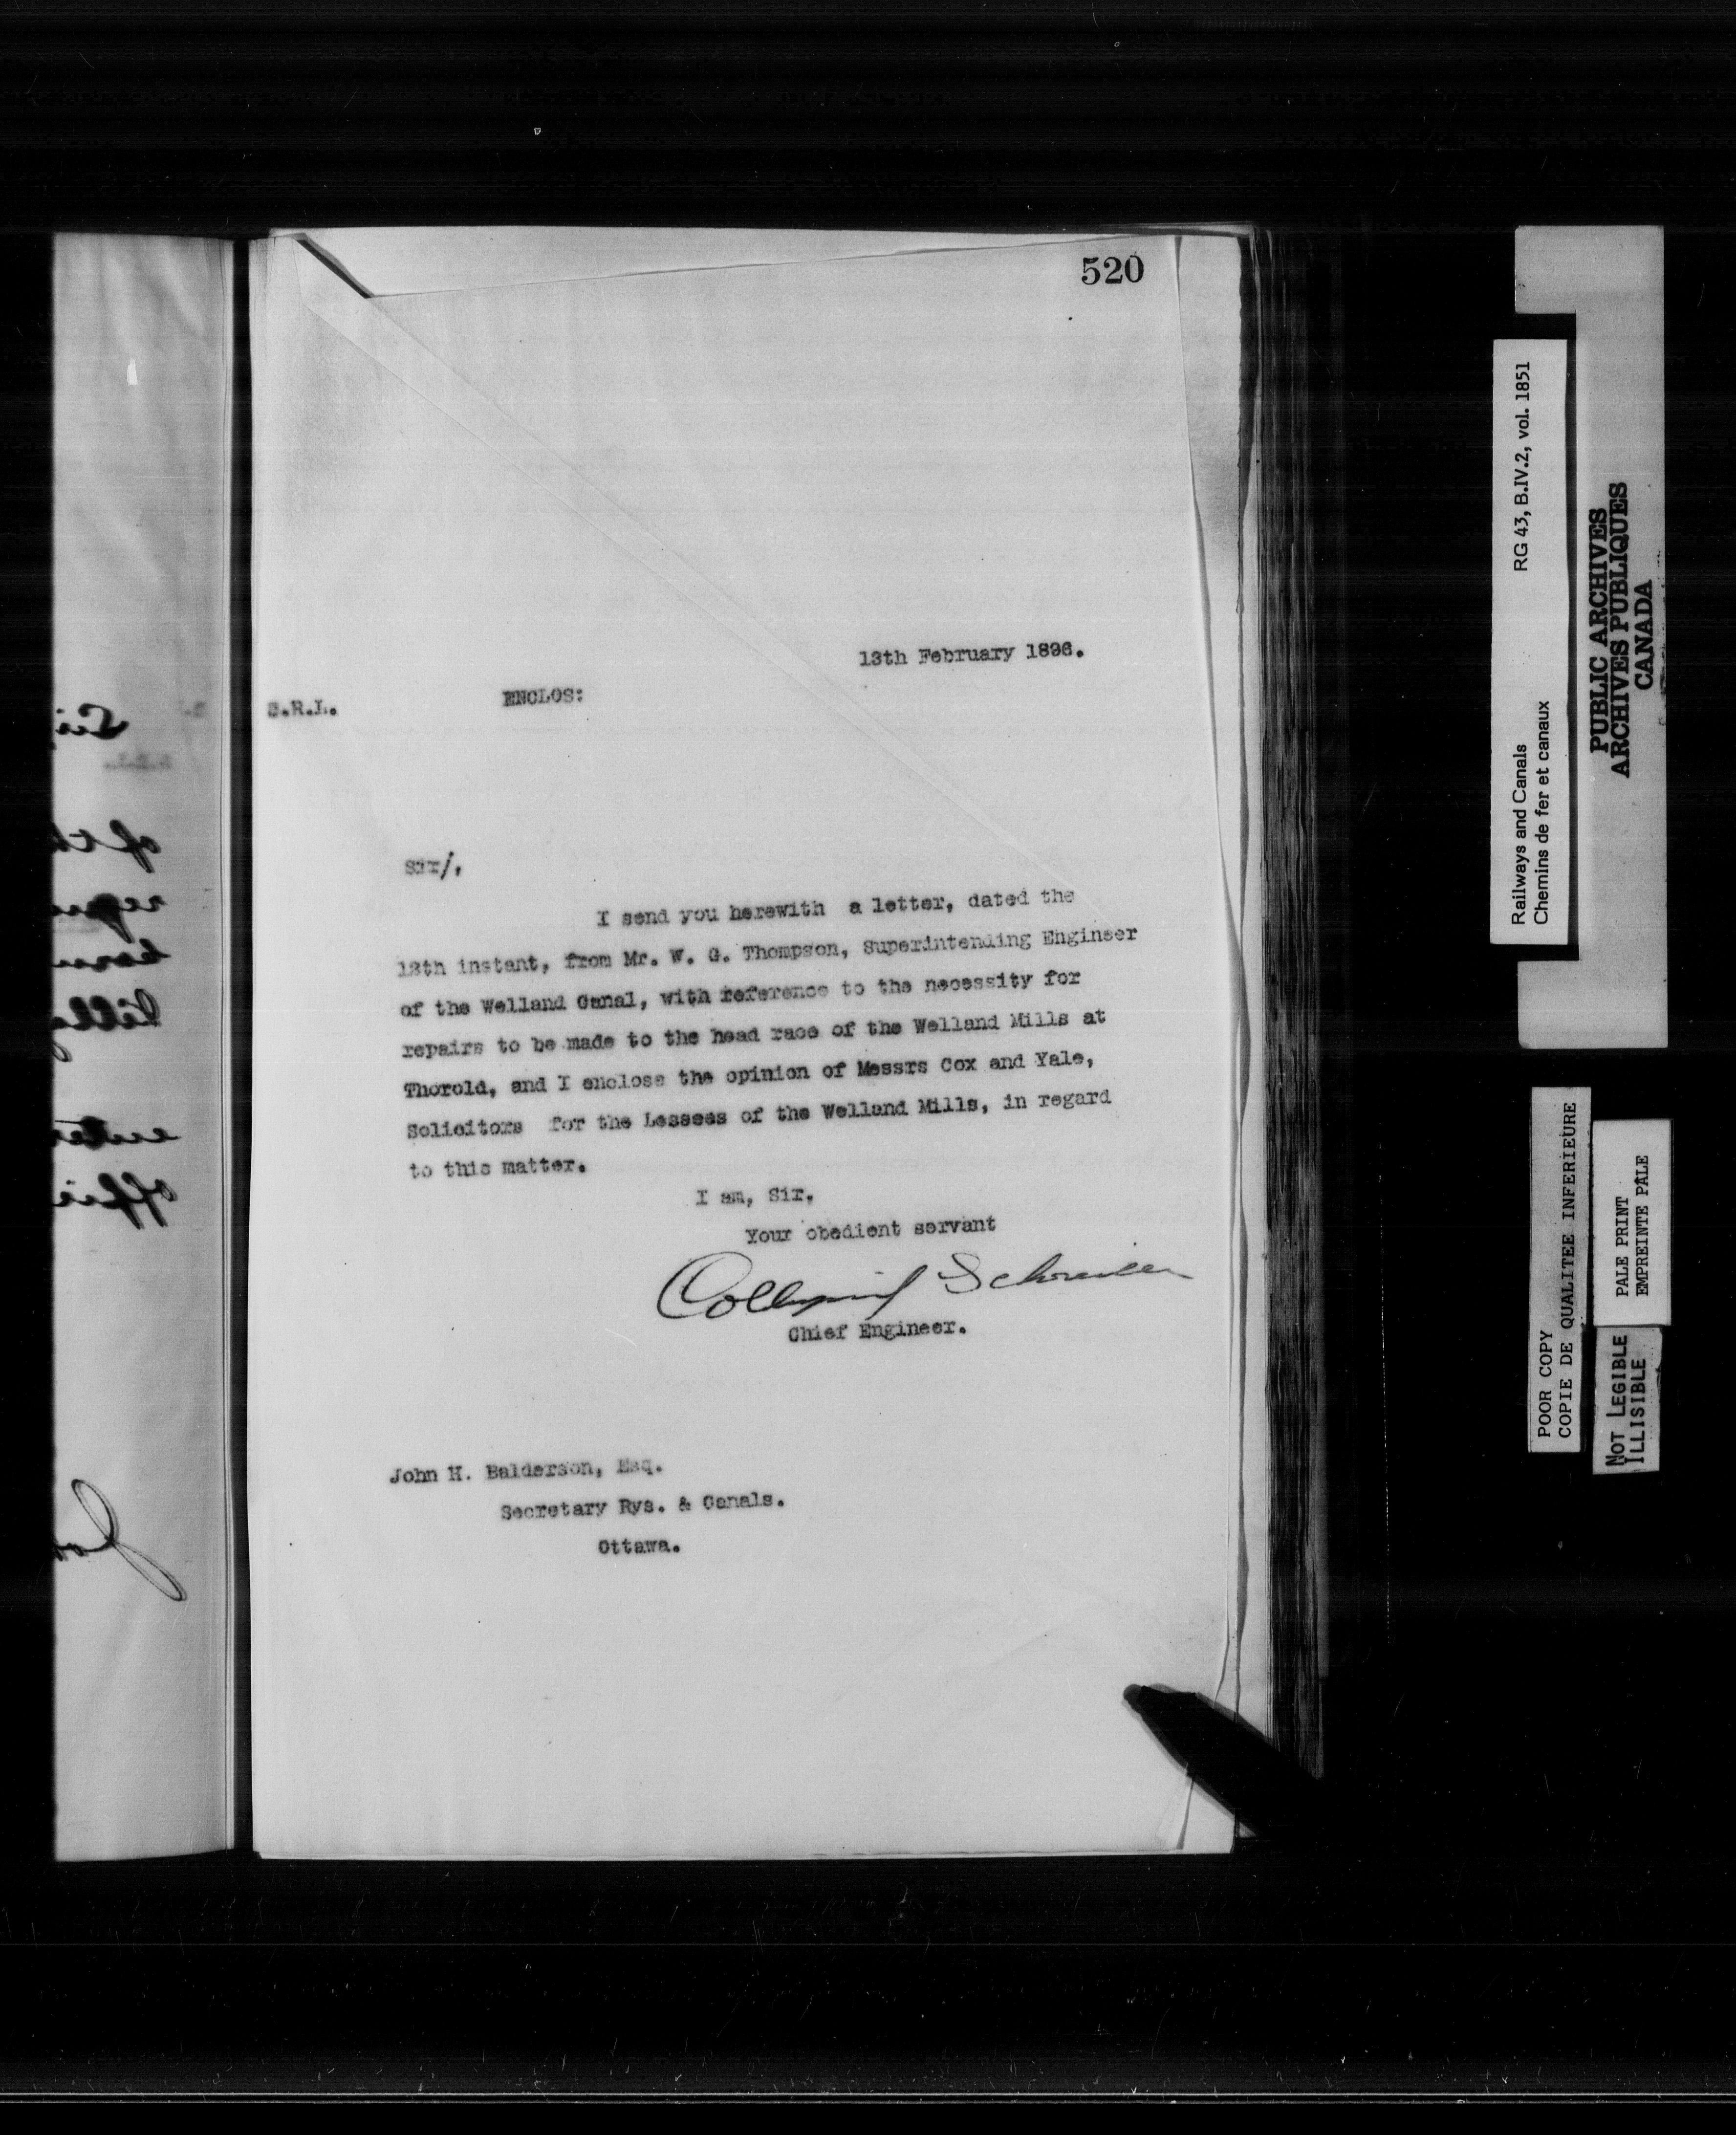 520
13th February 1896.
S.R.L.
ENCLOS:
Sir/,
I send you herewith a letter, dated the
12th instant, from Mr. W. G. Thompson, Superintending Engineer
of the Welland Canal, with reference to the necessity for
repairs to be made to the head race of the Welland Mills at
Thorold, and I enclose the opinion of Messrs Cox and Yale,
Solicitors for the Lessees of the Welland Mills, in regard
to this matter.
I am, Sir,
Your obedient servant
Collingwood Schreiber
Chief Engineer.
John H. Balderson, Esq.
Secretary Rys. & Canals.
Ottawa.
Railways and Canals RG 43, B.IV.2, vol. 1851
Chemins de fer et canaux
PUBLIC ARCHIVES
ARCHIVES PUBLIQUES
CANADA
POOR COPY
COPIE DE QUALITEE INFERIEURE
PALE PRINT
EMPREINTE PÂLE
NOT LEGIBLE
ILLISIBLE